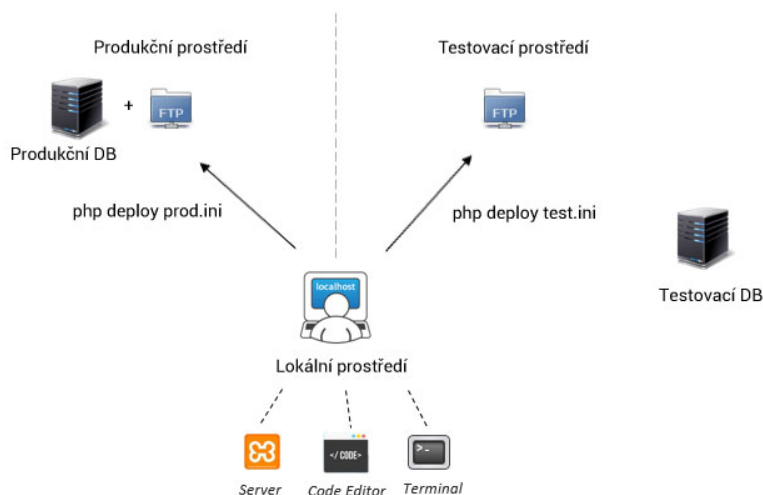 Produkční prostředí
Testovací prostředí
+
FTP
FTP
Produkční DB
php deploy prod.ini
php deploy test.ini
Testovací DB
localhost
Lokální prostředí
</ CODE>
>_
Server
Code Editor
Terminal